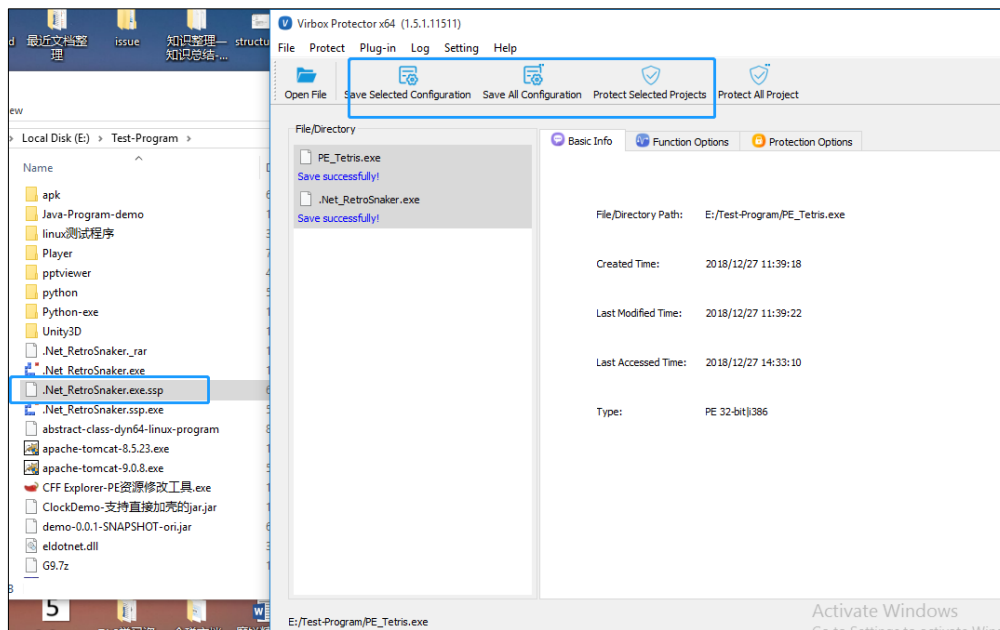 最近文档整
理
issue
知识整理—
知识总结-...
structu
ew
Local Disk (E:) > Test-Program >
Name
apk
Java-Program-demo
linux测试程序
Player
pptviewer
python
Python-exe
Unity3D
.Net_RetroSnaker._rar
.Net_RetroSnaker.exe
.Net_RetroSnaker.exe.ssp
.Net_RetroSnaker.ssp.exe
abstract-class-dyn64-linux-program
apache-tomcat-8.5.23.exe
apache-tomcat-9.0.8.exe
CFF Explorer-PE资源修改工具.exe
ClockDemo-支持直接加壳的jar.jar
demo-0.0.1-SNAPSHOT-ori.jar
eldotnet.dll
G9.7z
5
Virbox Protector x64 (1.5.1.11511)
File Protect Plug-in Log Setting Help
Open File Save Selected Configuration Save All Configuration Protect Selected Projects Protect All Project
File/Directory
PE_Tetris.exe
Save successfully!
.Net_RetroSnaker.exe
Save successfully!
Basic Info Function Options Protection Options
File/Directory Path: E:/Test-Program/PE_Tetris.exe
Created Time: 2018/12/27 11:39:18
Last Modified Time: 2018/12/27 11:39:22
Last Accessed Time: 2018/12/27 14:33:10
Type: PE 32-bit|i386
E:/Test-Program/PE_Tetris.exe
Activate Windows